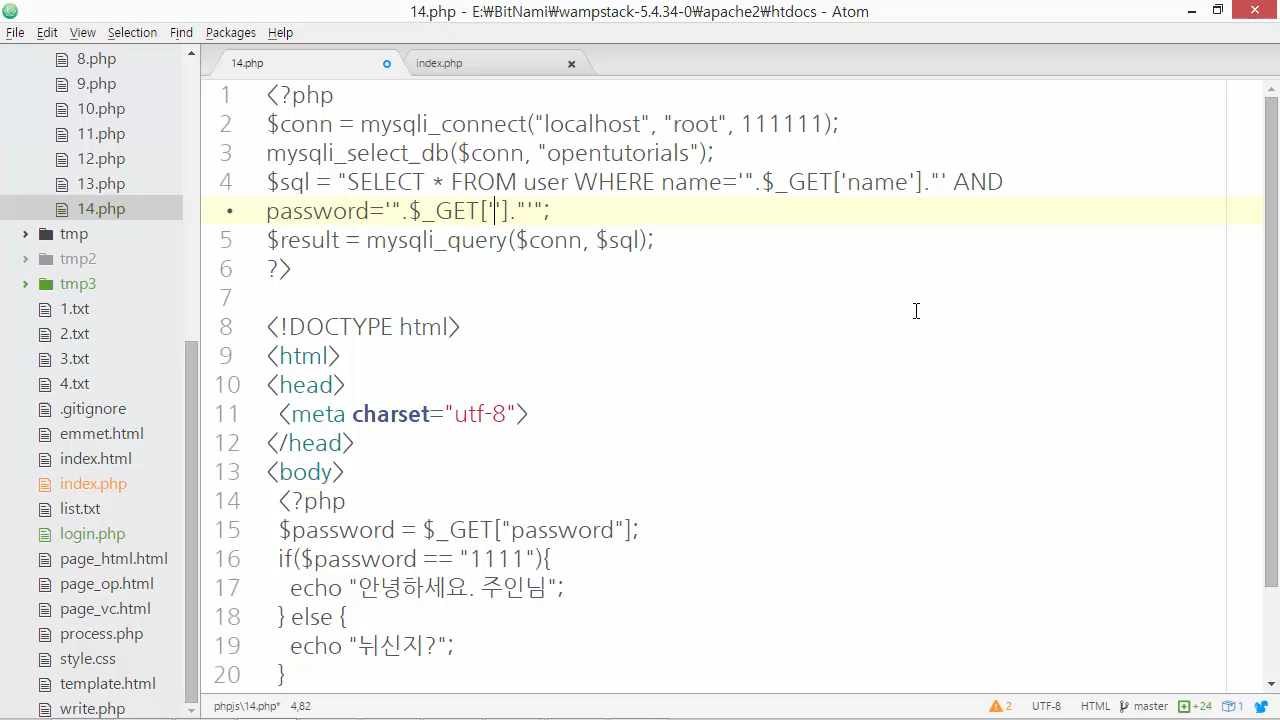 14.php - E:₩BitNami₩wampstack-5.4.34-0₩apache2₩htdocs - Atom
File Edit View Selection Find Packages Help
8.php
9.php
10.php
11.php
12.php
13.php
14.php
tmp
tmp2
tmp3
1.txt
2.txt
3.txt
4.txt
.gitignore
emmet.html
index.html
index.php
list.txt
login.php
page_html.html
page_op.html
page_vc.html
process.php
style.css
template.html
write.php
14.php index.php
1 <?php
2 $conn = mysqli_connect("localhost", "root", 111111);
3 mysqli_select_db($conn, "opentutorials");
4 $sql = "SELECT * FROM user WHERE name='".$_GET['name']."' AND
• password='".$_GET['']."'";
5 $result = mysqli_query($conn, $sql);
6 ?>
7
8 <!DOCTYPE html>
9 <html>
10 <head>
11 <meta charset="utf-8">
12 </head>
13 <body>
14 <?php
15 $password = $_GET["password"];
16 if($password == "1111"){
17 echo "안녕하세요. 주인님";
18 } else {
19 echo "뉘신지?";
20 }
phpjs\14.php* 4,82 2 UTF-8 HTML master +24 1